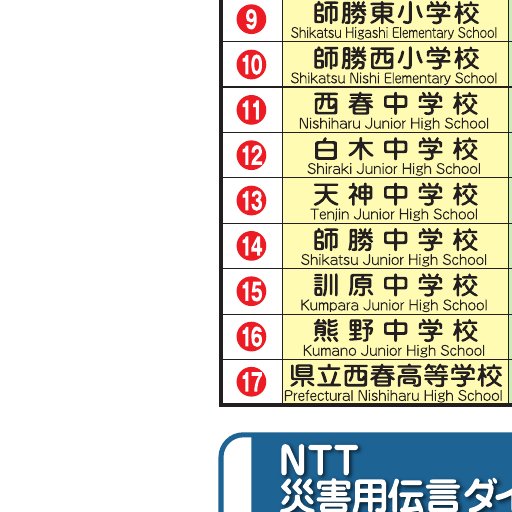 9
師勝東小学校
Shikatsu Higashi Elementary School
10
師勝西小学校
Shikatsu Nishi Elementary School
11
西春中学校
Nishiharu Junior High School
12
白木中学校
Shiraki Junior High School
13
天神中学校
Tenjin Junior High School
14
師勝中学校
Shikatsu Junior High School
15
訓原中学校
Kumpara Junior High School
16
熊野中学校
Kumano Junior High School
17
県立西春高等学校
Prefectural Nishiharu High School
NTT
災害用伝言ダイ